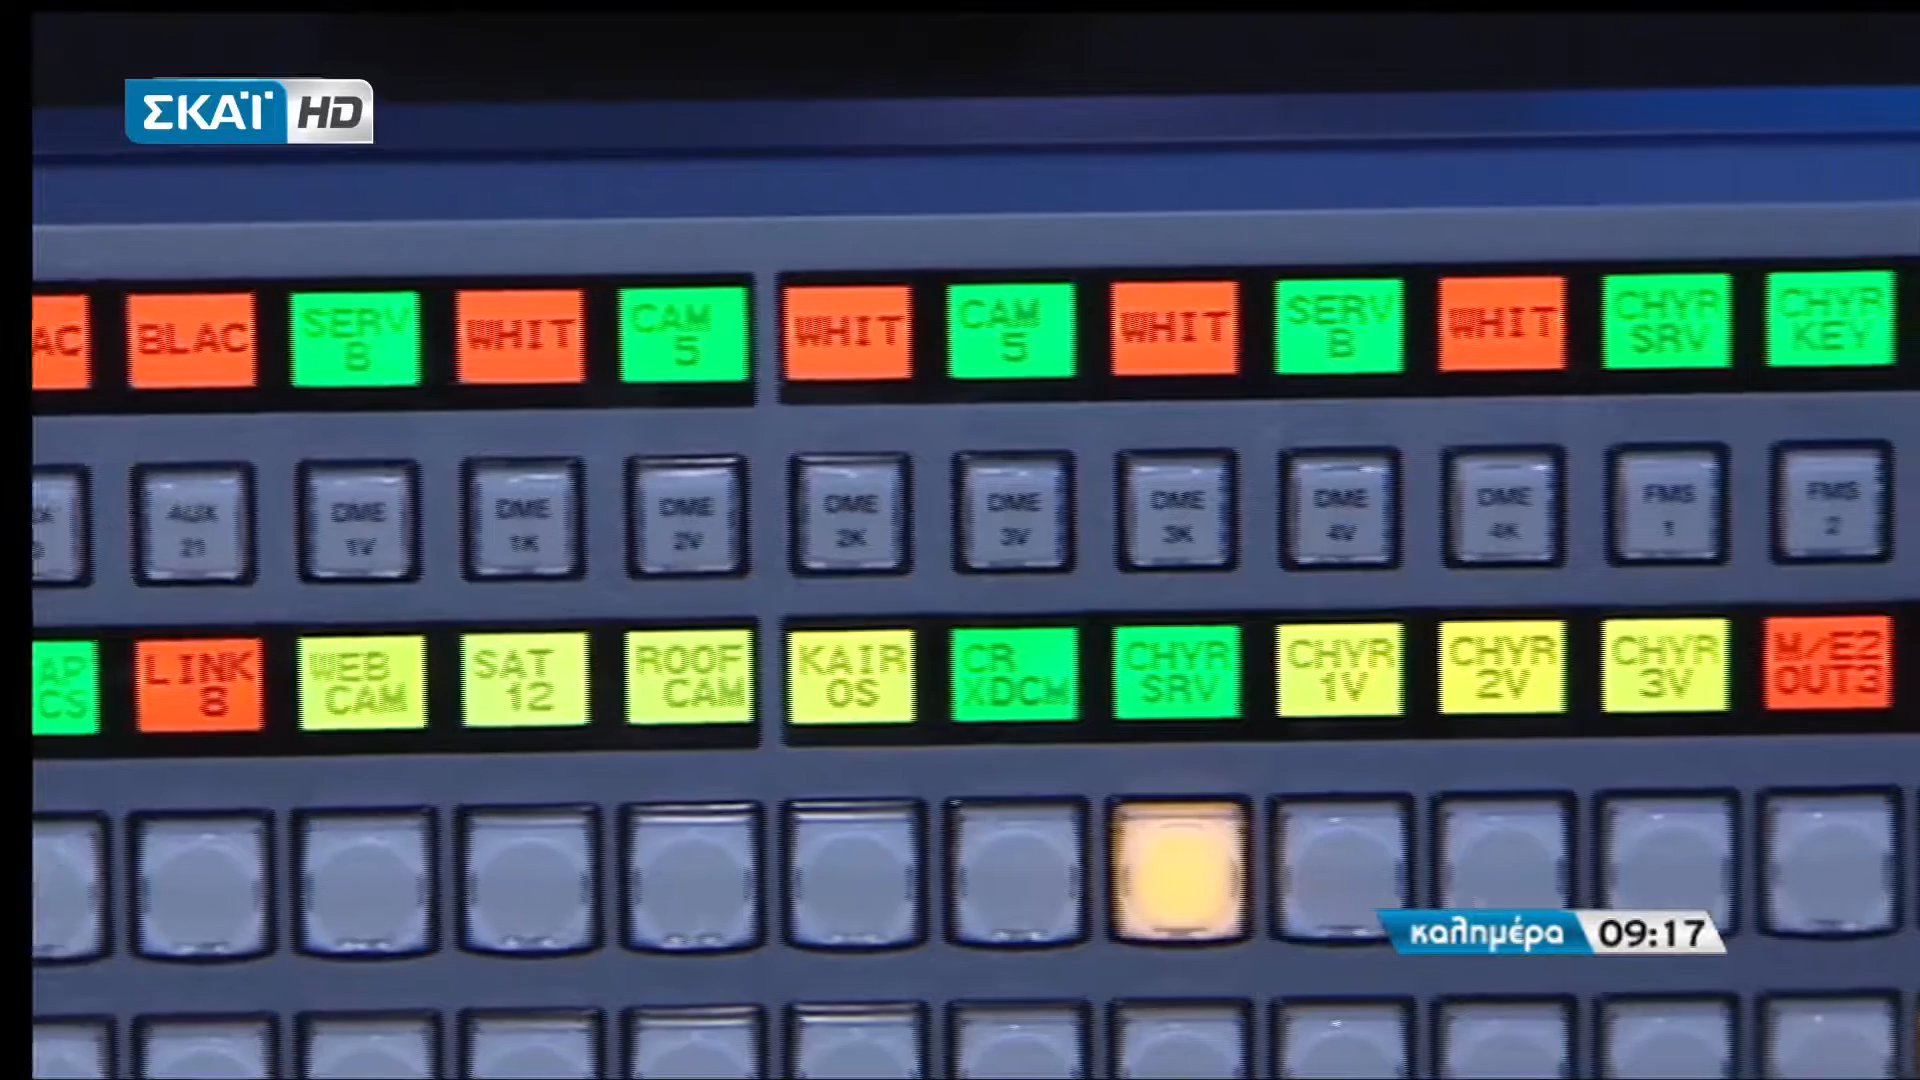 ΣΚΑΪ HD
AC BLAC SERV B WHIT CAM 5 WHIT CAM 5 WHIT SERV B WHIT CHYR SRV CHYR KEY
AUX 21 DME 1V DME 1K DME 2V DME 2K DME 3V DME 3K DME 4V DME 4K FMS 1 FMS 2
AP CS LINK 8 WEB CAM SAT 12 ROOF CAM KAIR OS CR XDCM CHYR SRV CHYR 1V CHYR 2V CHYR 3V M/E2 OUT3
καλημέρα 09:17